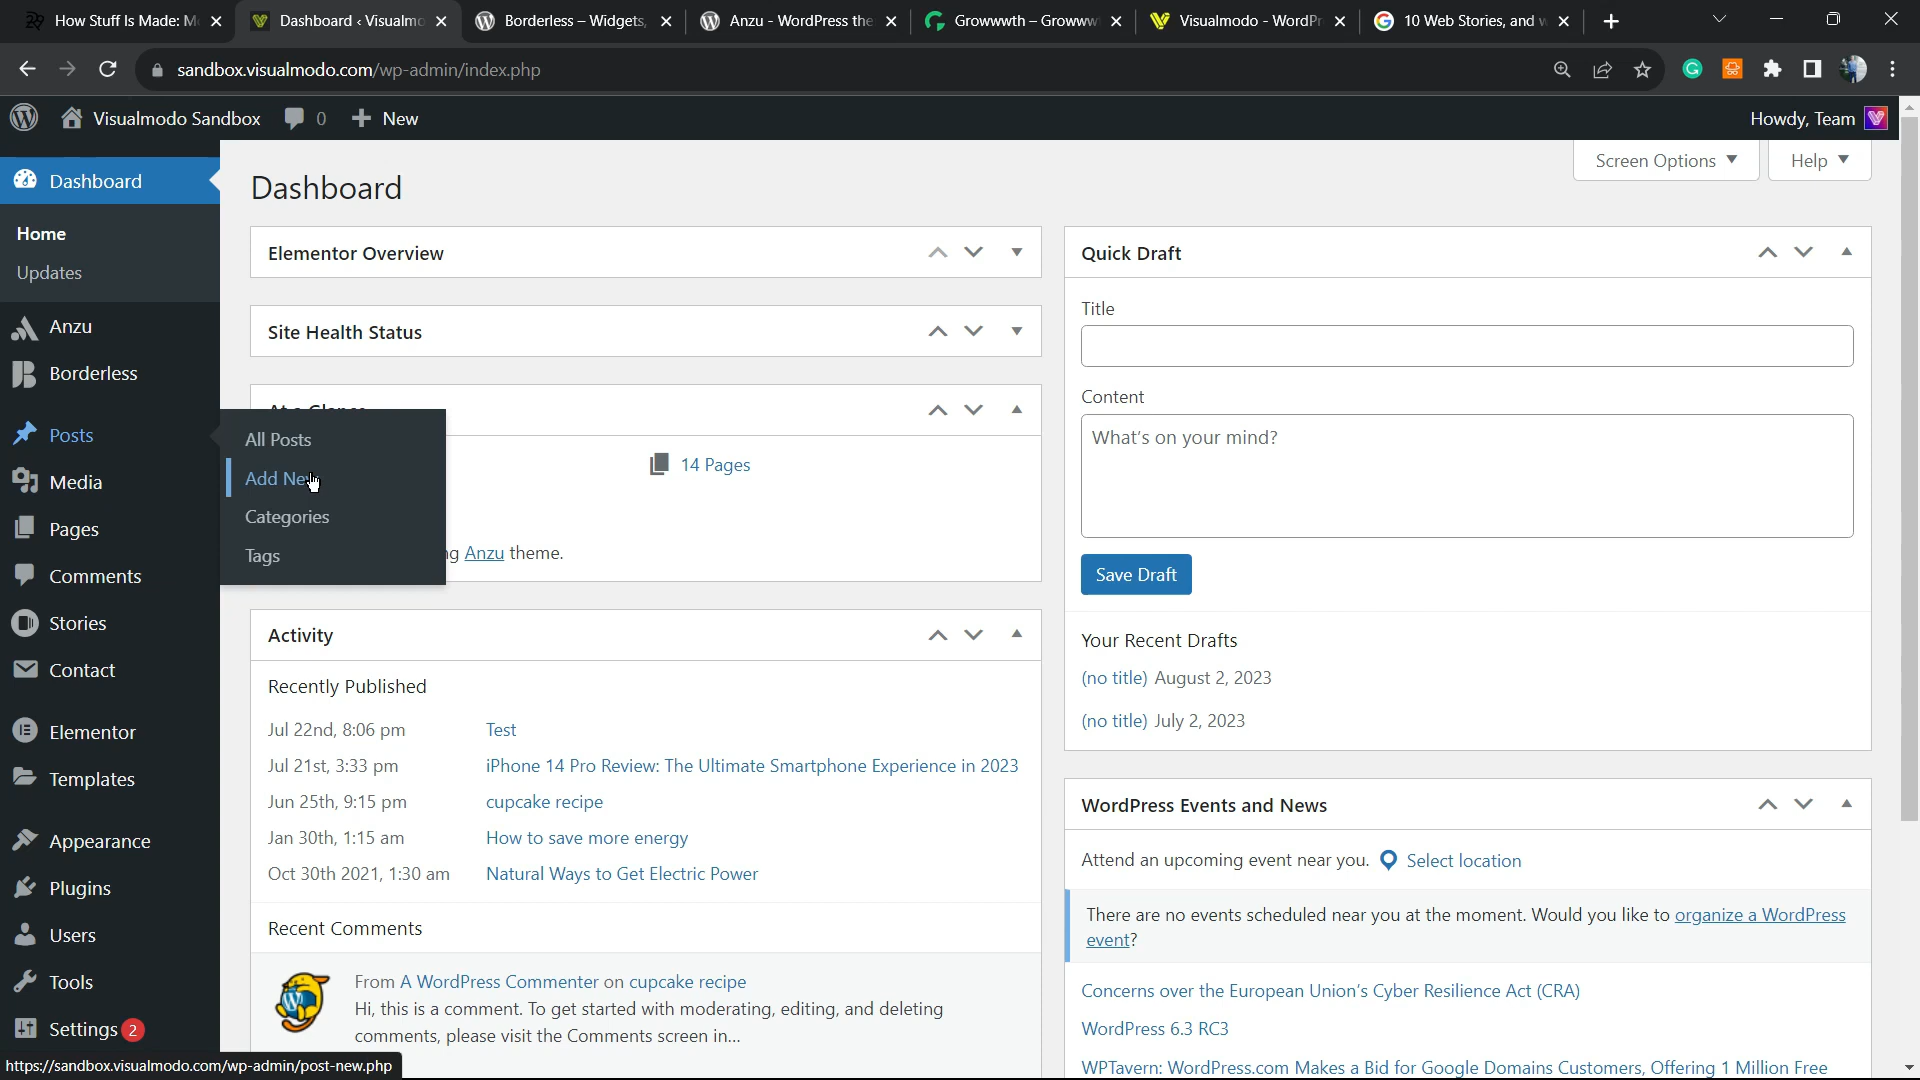 How Stuff Is Made: M
Dashboard ‹ Visualmo
Borderless – Widgets,
Anzu - WordPress the
Growwwth – Growww
Visualmodo - WordPr
10 Web Stories, and w
sandbox.visualmodo.com/wp-admin/index.php
Visualmodo Sandbox
0
New
Howdy, Team
Screen Options
Help
Dashboard
Home
Updates
Anzu
Borderless
Posts
Media
Pages
Comments
Stories
Contact
Elementor
Templates
Appearance
Plugins
Users
Tools
Settings 2
All Posts
Add New
Categories
Tags
Dashboard
Elementor Overview
Site Health Status
14 Pages
Anzu theme.
Activity
Recently Published
Jul 22nd, 8:06 pm Test
Jul 21st, 3:33 pm iPhone 14 Pro Review: The Ultimate Smartphone Experience in 2023
Jun 25th, 9:15 pm cupcake recipe
Jan 30th, 1:15 am How to save more energy
Oct 30th 2021, 1:30 am Natural Ways to Get Electric Power
Recent Comments
From A WordPress Commenter on cupcake recipe
Hi, this is a comment. To get started with moderating, editing, and deleting
comments, please visit the Comments screen in...
Quick Draft
Title
Content
What's on your mind?
Save Draft
Your Recent Drafts
(no title) August 2, 2023
(no title) July 2, 2023
WordPress Events and News
Attend an upcoming event near you. Select location
There are no events scheduled near you at the moment. Would you like to organize a WordPress
event?
Concerns over the European Union's Cyber Resilience Act (CRA)
WordPress 6.3 RC3
WPTavern: WordPress.com Makes a Bid for Google Domains Customers, Offering 1 Million Free
https://sandbox.visualmodo.com/wp-admin/post-new.php